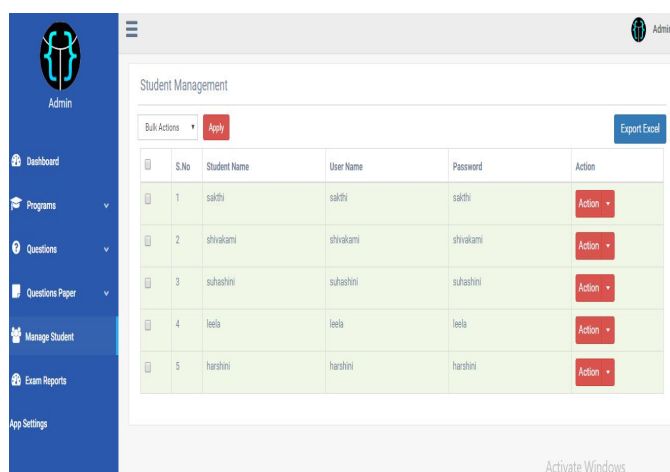 Admin
Admin
Student Management
Bulk Actions Apply Export Excel
S.No Student Name User Name Password Action
1 sakthi sakthi sakthi Action
2 shivakami shivakami shivakami Action
3 suhashini suhashini suhashini Action
4 leela leela leela Action
5 harshini harshini harshini Action
Dashboard
Programs
Questions
Questions Paper
Manage Student
Exam Reports
App Settings
Activate Windows